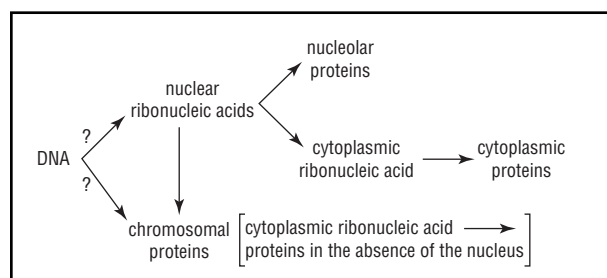 nucleolar
proteins
nuclear
ribonucleic acids
?
DNA
?
cytoplasmic
ribonucleic acid
cytoplasmic
proteins
chromosomal
proteins
[cytoplasmic ribonucleic acid →
proteins in the absence of the nucleus]